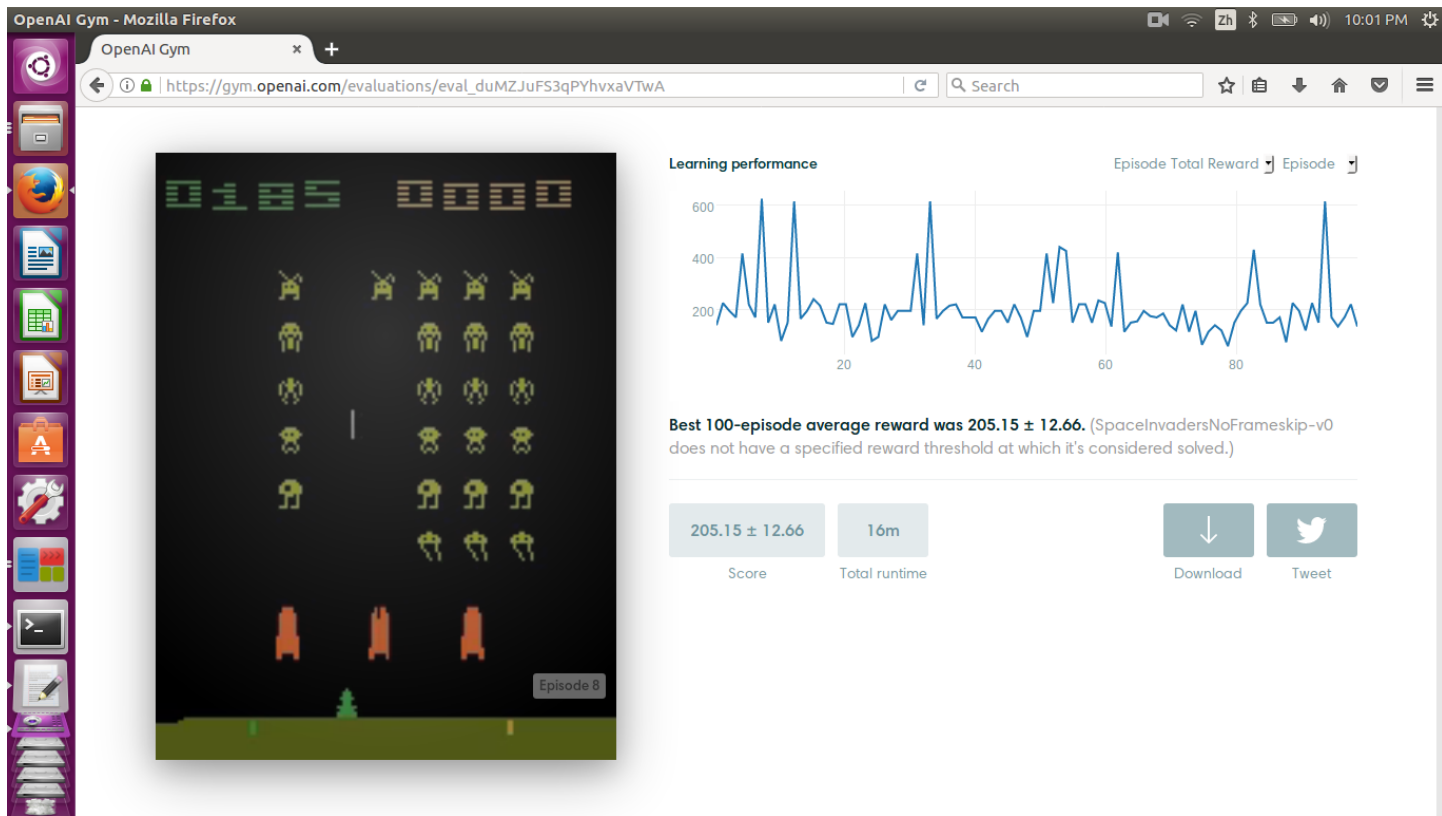 OpenAI Gym - Mozilla Firefox
Zh
10:01 PM
OpenAI Gym
https://gym.openai.com/evaluations/eval_duMZJuFS3qPYhvxaVTwA
Search
0185 0000
Episode 8
Learning performance
Episode Total Reward
Episode
600
400
200
20 40 60 80
Best 100-episode average reward was 205.15 ± 12.66. (SpaceInvadersNoFrameskip-v0
does not have a specified reward threshold at which it's considered solved.)
205.15 ± 12.66
Score
16m
Total runtime
Download
Tweet